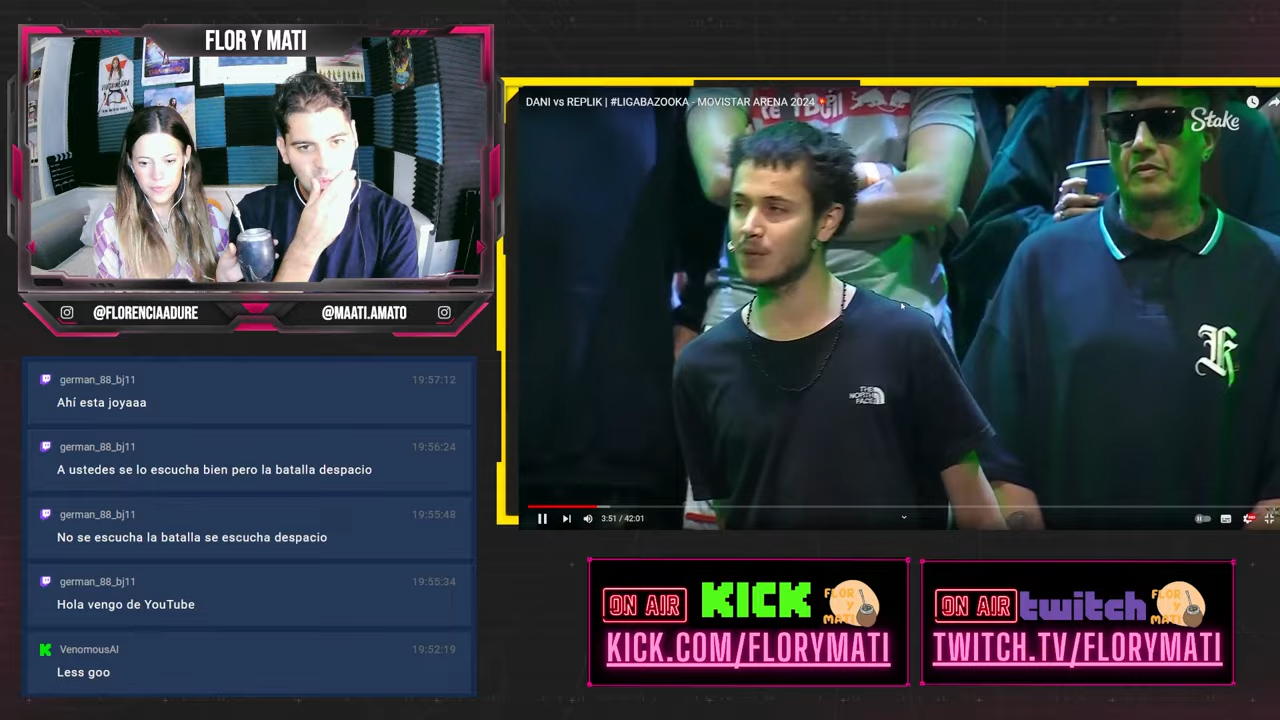 FLOR Y MATI
@FLORENCIAADURE
@MAATI.AMATO
german_88_bj11
19:57:12
Ahí esta joyaaa
german_88_bj11
19:56:24
A ustedes se lo escucha bien pero la batalla despacio
german_88_bj11
19:55:48
No se escucha la batalla se escucha despacio
german_88_bj11
19:55:34
Hola vengo de YouTube
VenomousAI
19:52:19
Less goo
DANI vs REPLIK | #LIGABAZOOKA - MOVISTAR ARENA 2024
Stake
THE NORTH FACE
3:51 / 42:01
ON AIR
KICK
FLOR Y MATI
KICK.COM/FLORYMATI
ON AIR
twitch
FLOR Y MATI
TWITCH.TV/FLORYMATI